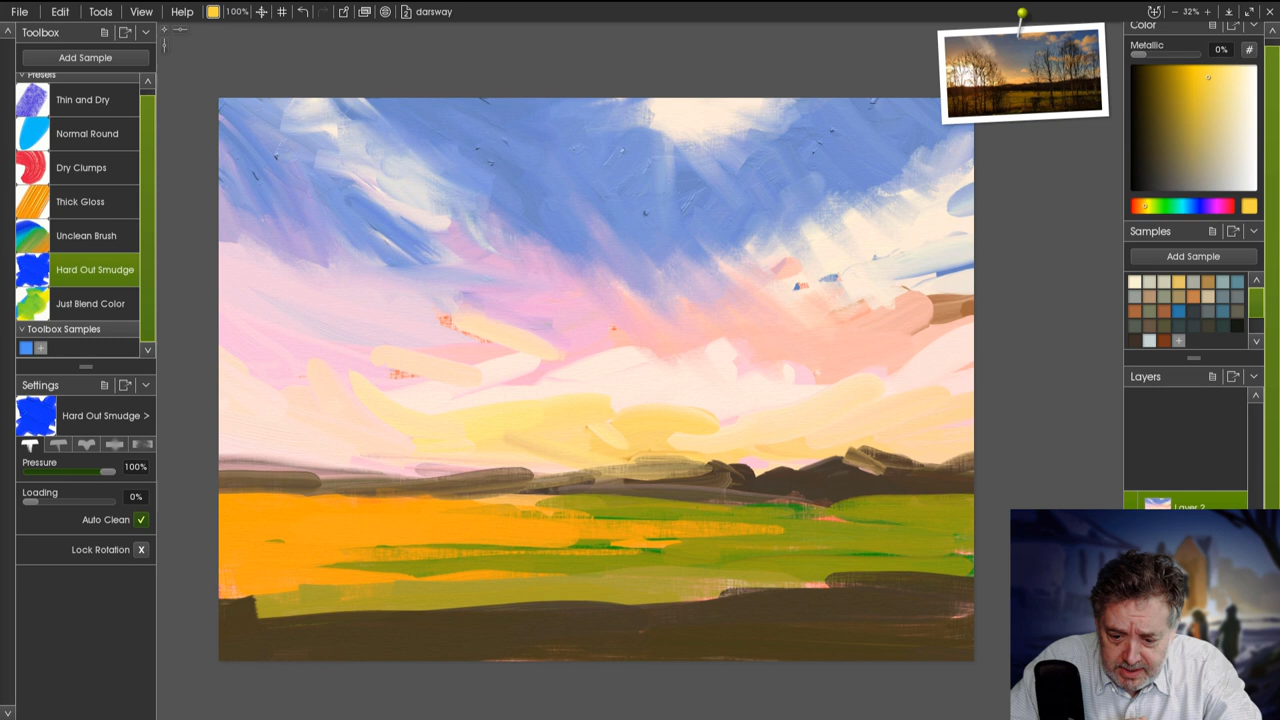 File Edit Tools View Help 100% darsway 32%
Toolbox
Add Sample
Presets
Thin and Dry
Normal Round
Dry Clumps
Thick Gloss
Unclean Brush
Hard Out Smudge
Just Blend Color
Toolbox Samples
Settings
Hard Out Smudge >
Pressure 100%
Loading 0%
Auto Clean
Lock Rotation X
Color
Metallic 0% #
Samples
Add Sample
Layers
Layer 2